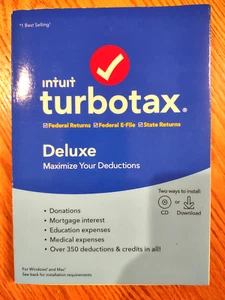 "#1 Best Selling"
intuit
turbotax®
☑Federal Returns ☑Federal E-File ☑State Returns
Deluxe
Maximize Your Deductions
Two ways to install:
or
CD Download
• Donations
• Mortgage interest
• Education expenses
• Medical expenses
• Over 350 deductions & credits in all!
For Windows® and Mac®
See back for installation requirements